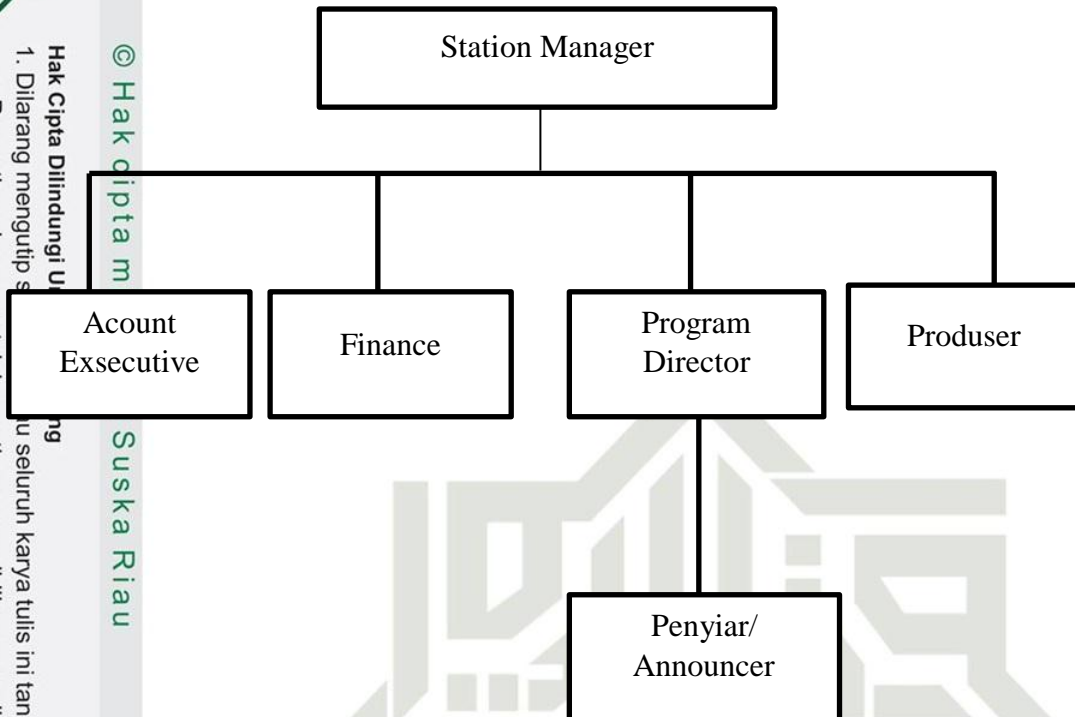 Station Manager
Acount
Exsecutive
Finance
Program
Director
Produser
Penyiar/
Announcer
© Hak cipta m
Suska Riau
Hak Cipta Dilindungi
1. Dilarang mengutip
seluruh karya tulis ini